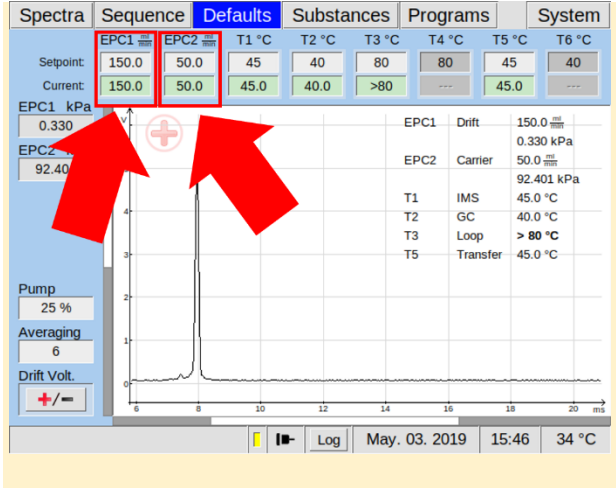 Spectra Sequence Defaults Substances Programs System
EPC1 ml/min EPC2 ml/min T1 °C T2 °C T3 °C T4 °C T5 °C T6 °C
Setpoint: 150.0 50.0 45 40 80 80 45 40
Current: 150.0 50.0 45.0 40.0 >80 --- 45.0 ---
EPC1 kPa
0.330
EPC2
92.40
V
4
3
2
1
0
6 8 10 12 14 16 18 20 ms
EPC1 Drift 150.0 ml/min
0.330 kPa
EPC2 Carrier 50.0 ml/min
92.401 kPa
T1 IMS 45.0 °C
T2 GC 40.0 °C
T3 Loop > 80 °C
T5 Transfer 45.0 °C
Pump
25 %
Averaging
6
Drift Volt.
+/-
Log May. 03. 2019 15:46 34 °C